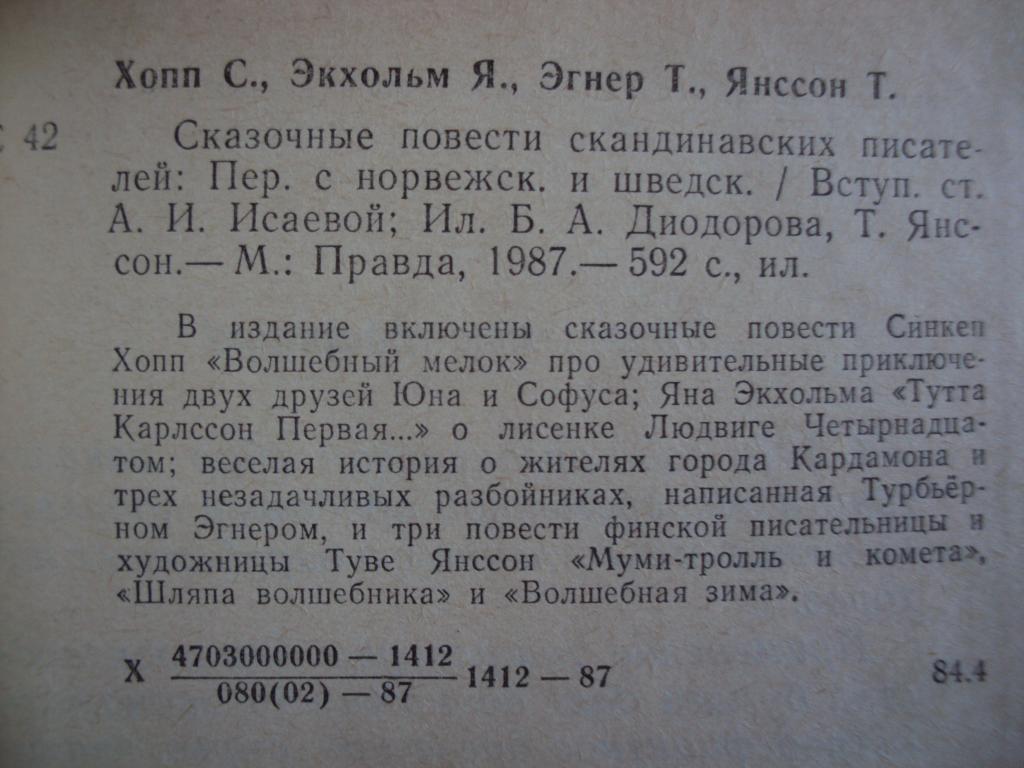 Хопп С., Экхольм Я., Эгнер Т., Янссон Т.
С 42 Сказочные повести скандинавских писате-
лей: Пер. с норвежск. и шведск. / Вступ. ст.
А. И. Исаевой; Ил. Б. А. Диодорова, Т. Янс-
сон.— М.: Правда, 1987.— 592 с., ил.
В издание включены сказочные повести Синкен
Хопп «Волшебный мелок» про удивительные приключе-
ния двух друзей Юна и Софуса; Яна Экхольма «Тутта
Карлссон Первая...» о лисенке Людвиге Четырнадца-
том; веселая история о жителях города Кардамона и
трех незадачливых разбойниках, написанная Турбьёр-
ном Эгнером, и три повести финской писательницы и
художницы Туве Янссон «Муми-тролль и комета»,
«Шляпа волшебника» и «Волшебная зима».
4703000000 — 1412
Х 1412 — 87 84.4
080(02) — 87